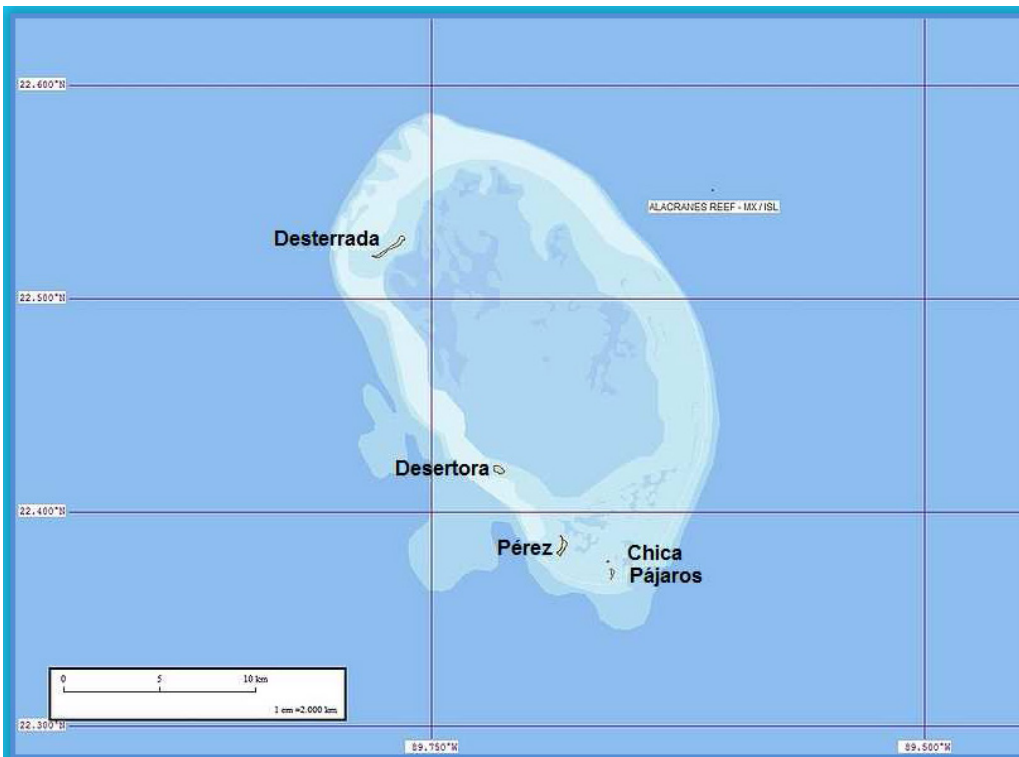 22.600°N
ALACRANES REEF - MX / ISL
Desterrada
22.500°N
Desertora
22.400°N
Pérez
Chica
Pájaros
0 5 10 km
1 cm =2.000 km
22.300°N
89.750°W 89.500°W